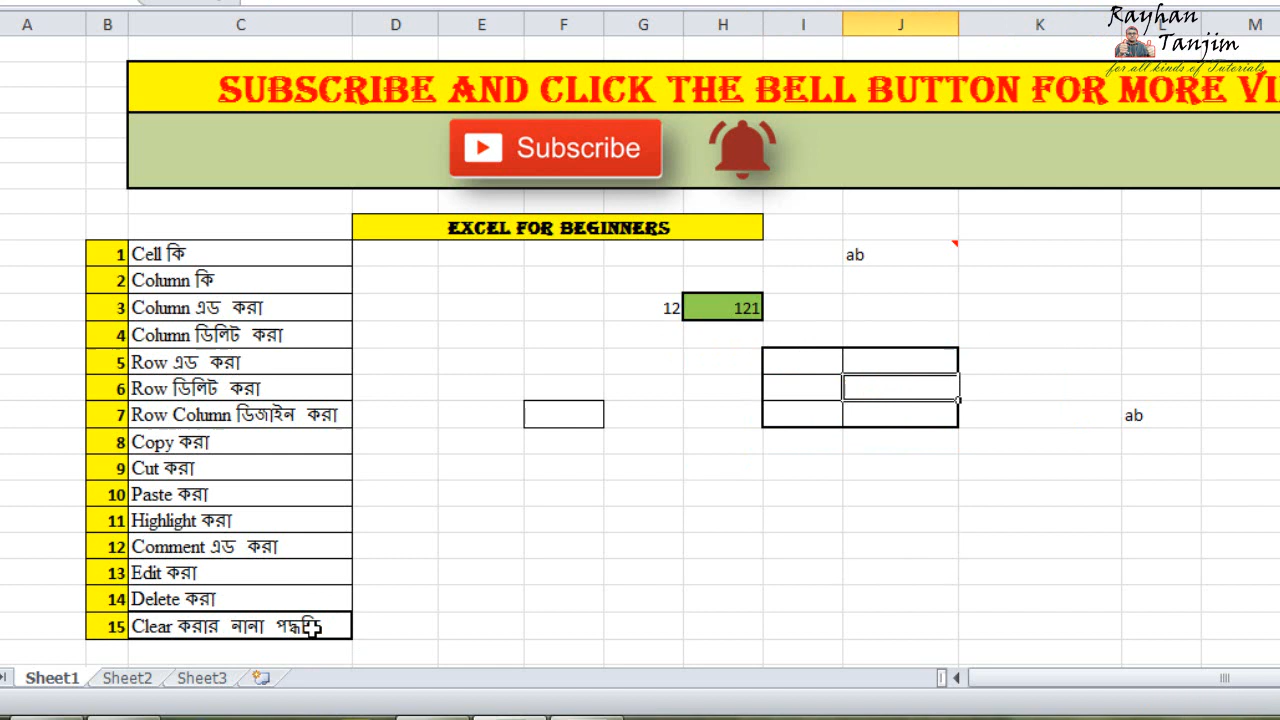 A B C D E F G H I J K M
Rayhan
Tanjim
for all kinds of Tutorials
SUBSCRIBE AND CLICK THE BELL BUTTON FOR MORE VI
Subscribe
EXCEL FOR BEGINNERS
1 Cell কি ab
2 Column কি
3 Column এড করা 12 121
4 Column ডিলিট করা
5 Row এড করা
6 Row ডিলিট করা
7 Row Column ডিজাইন করা ab
8 Copy করা
9 Cut করা
10 Paste করা
11 Highlight করা
12 Comment এড করা
13 Edit করা
14 Delete করা
15 Clear করার নানা পদ্ধতি
Sheet1 Sheet2 Sheet3